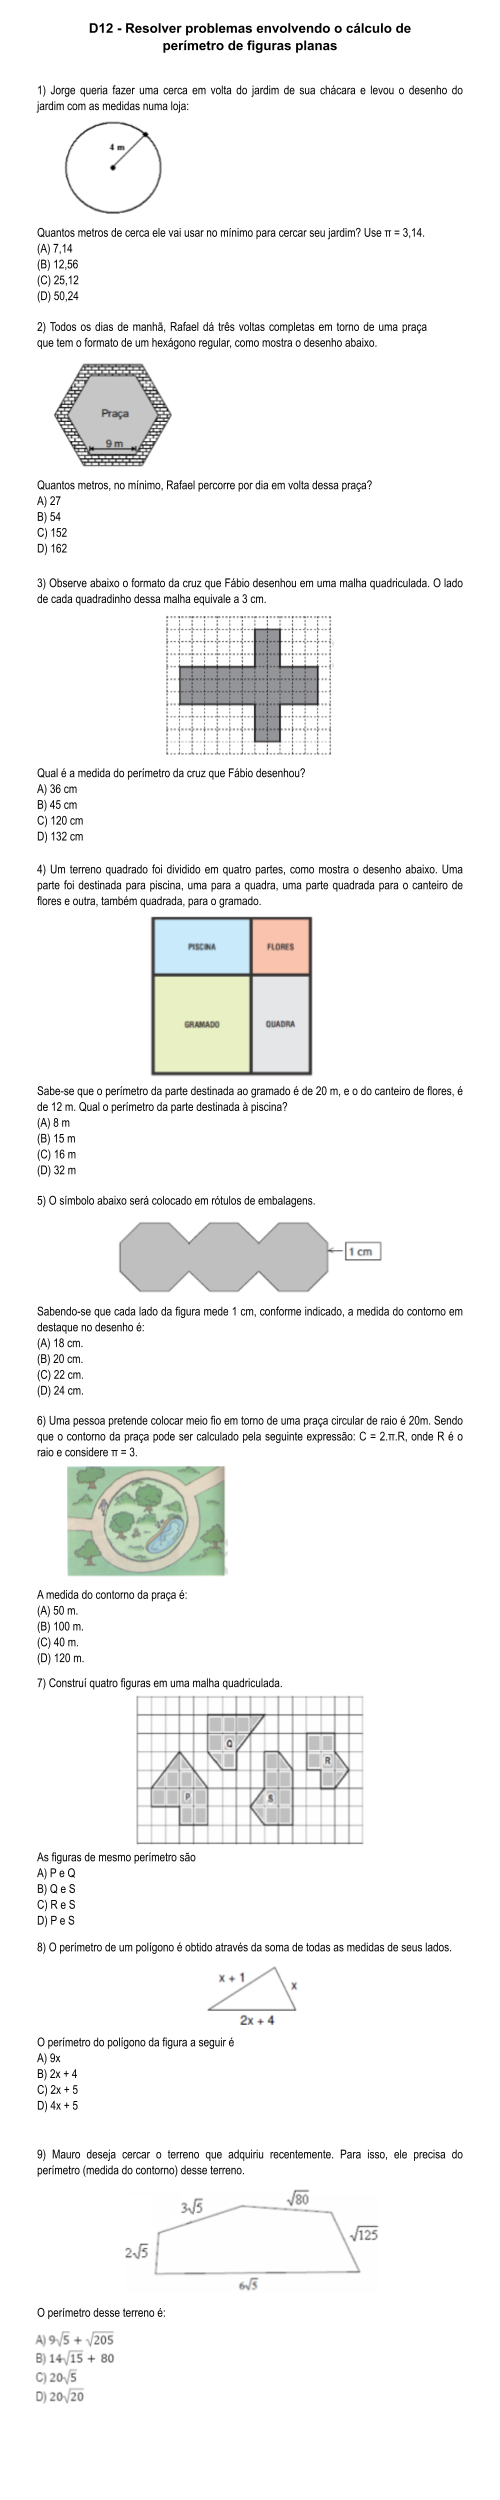 D12 - Resolver problemas envolvendo o cálculo de
perímetro de figuras planas
1) Jorge queria fazer uma cerca em volta do jardim de sua chácara e levou o desenho do
jardim com as medidas numa loja:
4 m
Quantos metros de cerca ele vai usar no mínimo para cercar seu jardim? Use π = 3,14.
(A) 7,14
(B) 12,56
(C) 25,12
(D) 50,24
2) Todos os dias de manhã, Rafael dá três voltas completas em torno de uma praça
que tem o formato de um hexágono regular, como mostra o desenho abaixo.
Praça
9 m
Quantos metros, no mínimo, Rafael percorre por dia em volta dessa praça?
A) 27
B) 54
C) 152
D) 162
3) Observe abaixo o formato da cruz que Fábio desenhou em uma malha quadriculada. O lado
de cada quadradinho dessa malha equivale a 3 cm.
Qual é a medida do perímetro da cruz que Fábio desenhou?
A) 36 cm
B) 45 cm
C) 120 cm
D) 132 cm
4) Um terreno quadrado foi dividido em quatro partes, como mostra o desenho abaixo. Uma
parte foi destinada para piscina, uma para a quadra, uma parte quadrada para o canteiro de
flores e outra, também quadrada, para o gramado.
PISCINA FLORES
GRAMADO QUADRA
Sabe-se que o perímetro da parte destinada ao gramado é de 20 m, e o do canteiro de flores, é
de 12 m. Qual o perímetro da parte destinada à piscina?
(A) 8 m
(B) 15 m
(C) 16 m
(D) 32 m
5) O símbolo abaixo será colocado em rótulos de embalagens.
1 cm
Sabendo-se que cada lado da figura mede 1 cm, conforme indicado, a medida do contorno em
destaque no desenho é:
(A) 18 cm.
(B) 20 cm.
(C) 22 cm.
(D) 24 cm.
6) Uma pessoa pretende colocar meio fio em torno de uma praça circular de raio é 20m. Sendo
que o contorno da praça pode ser calculado pela seguinte expressão: C = 2.π.R, onde R é o
raio e considere π = 3.
A medida do contorno da praça é:
(A) 50 m.
(B) 100 m.
(C) 40 m.
(D) 120 m.
7) Construí quatro figuras em uma malha quadriculada.
Q
R
P
S
As figuras de mesmo perímetro são
A) P e Q
B) Q e S
C) R e S
D) P e S
8) O perímetro de um polígono é obtido através da soma de todas as medidas de seus lados.
x + 1
x
2x + 4
O perímetro do polígono da figura a seguir é
A) 9x
B) 2x + 4
C) 2x + 5
D) 4x + 5
9) Mauro deseja cercar o terreno que adquiriu recentemente. Para isso, ele precisa do
perímetro (medida do contorno) desse terreno.
3√5 √80
√125
2√5
6√5
O perímetro desse terreno é:
A) 9√5 + √205
B) 14√15 + 80
C) 20√5
D) 20√20